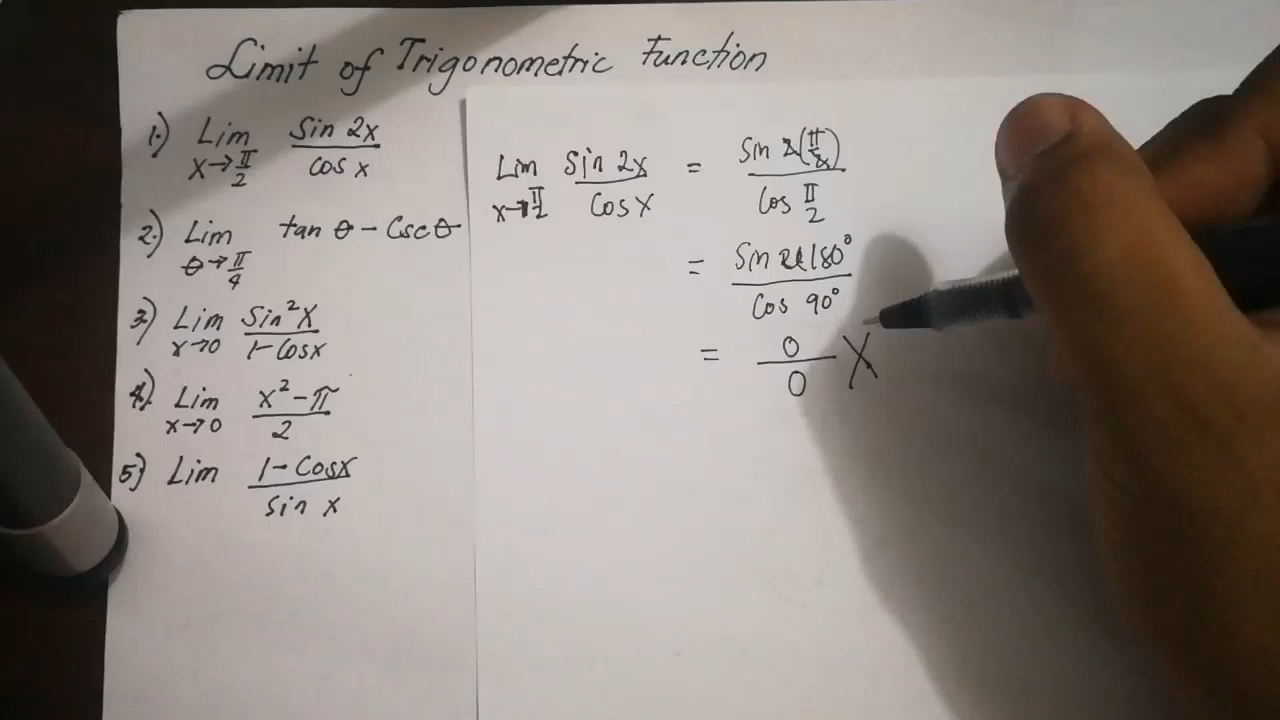 Limit of Trigonometric Function
1.) Lim x→π/2 sin 2x / cos x
2.) Lim θ→π/4 tan θ - Csc θ
3.) Lim x→0 Sin²x / 1-Cosx
4.) Lim x→0 x²-π / 2
5.) Lim 1-Cosx / sin x
Lim x→π/2 sin 2x / Cosx = sin 2(π/2) / Cos π/2
= Sin 180° / Cos 90°
= 0 / 0 X